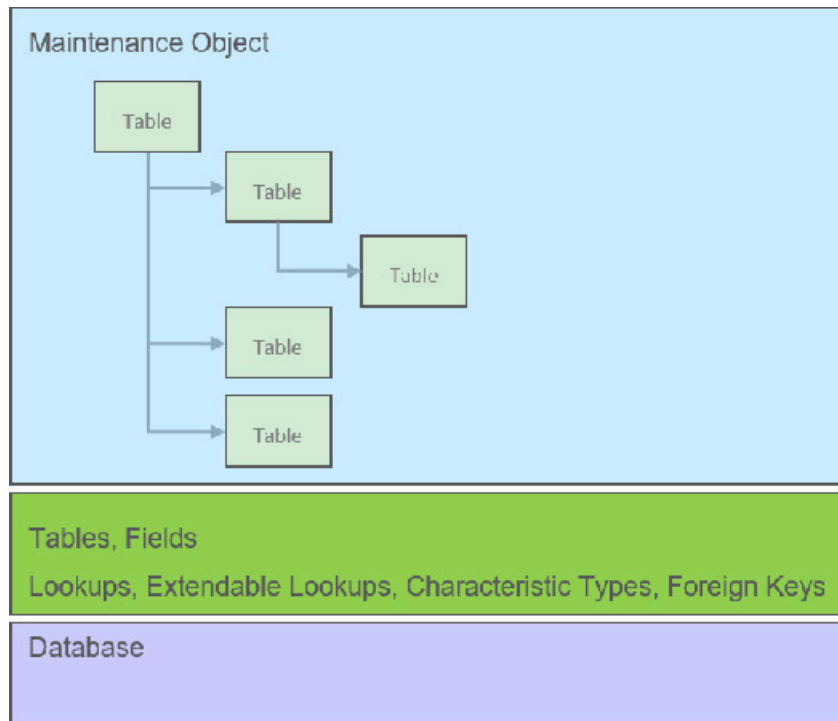 Maintenance Object
Table
Table
Table
Table
Table
Tables, Fields
Lookups, Extendable Lookups, Characteristic Types, Foreign Keys
Database